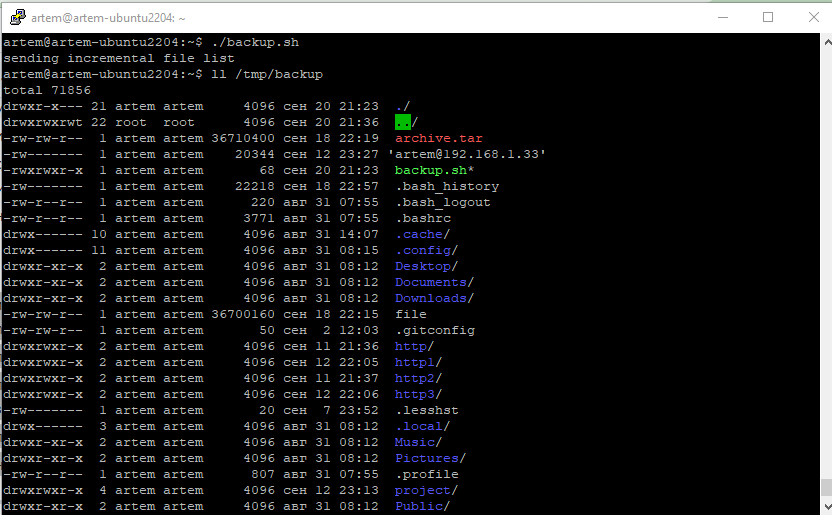 artem@artem-ubuntu2204: ~
artem@artem-ubuntu2204:~$ ./backup.sh
sending incremental file list
artem@artem-ubuntu2204:~$ ll /tmp/backup
total 71856
drwxr-x--- 21 artem artem     4096 сен 20 21:23  ./
drwxrwxrwt 22 root  root      4096 сен 20 21:36  ../
-rw-rw-r--  1 artem artem 36710400 сен 18 22:19  archive.tar
-rw-------  1 artem artem    20344 сен 12 23:27 'artem@192.168.1.33'
-rwxrwxr-x  1 artem artem       68 сен 20 21:23  backup.sh*
-rw-------  1 artem artem    22218 сен 18 22:57  .bash_history
-rw-r--r--  1 artem artem      220 авг 31 07:55  .bash_logout
-rw-r--r--  1 artem artem     3771 авг 31 07:55  .bashrc
drwx------ 10 artem artem     4096 авг 31 14:07  .cache/
drwx------ 11 artem artem     4096 авг 31 08:15  .config/
drwxr-xr-x  2 artem artem     4096 авг 31 08:12  Desktop/
drwxr-xr-x  2 artem artem     4096 авг 31 08:12  Documents/
drwxr-xr-x  2 artem artem     4096 авг 31 08:12  Downloads/
-rw-rw-r--  1 artem artem 36700160 сен 18 22:15  file
-rw-rw-r--  1 artem artem       50 сен  2 12:03  .gitconfig
drwxrwxr-x  2 artem artem     4096 сен 11 21:36  http/
drwxrwxr-x  2 artem artem     4096 сен 12 22:05  http1/
drwxrwxr-x  2 artem artem     4096 сен 11 21:37  http2/
drwxrwxr-x  2 artem artem     4096 сен 12 22:06  http3/
-rw-------  1 artem artem       20 сен  7 23:52  .lesshst
drwx------  3 artem artem     4096 авг 31 08:12  .local/
drwxr-xr-x  2 artem artem     4096 авг 31 08:12  Music/
drwxr-xr-x  2 artem artem     4096 авг 31 08:12  Pictures/
-rw-r--r--  1 artem artem      807 авг 31 07:55  .profile
drwxrwxr-x  4 artem artem     4096 сен 12 23:13  project/
drwxr-xr-x  2 artem artem     4096 авг 31 08:12  Public/